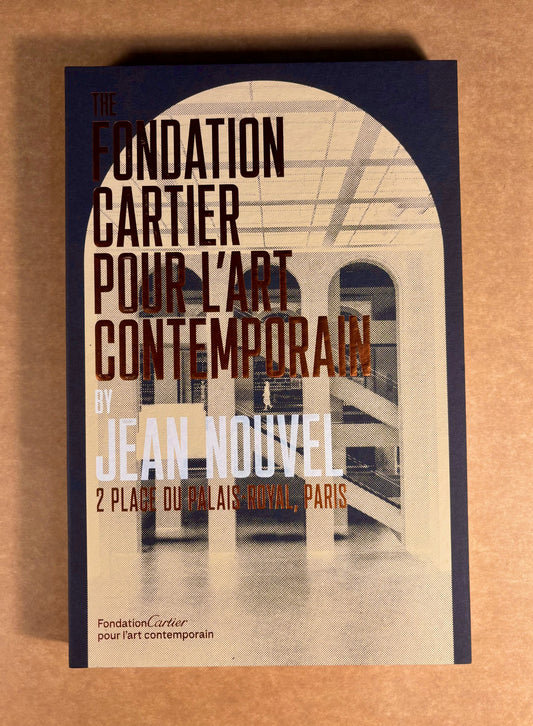 THE
FONDATION
CARTIER
POUR L'ART
CONTEMPORAIN
BY
JEAN NOUVEL
2 PLACE DU PALAIS-ROYAL, PARIS
FondationCartier
pour l'art contemporain